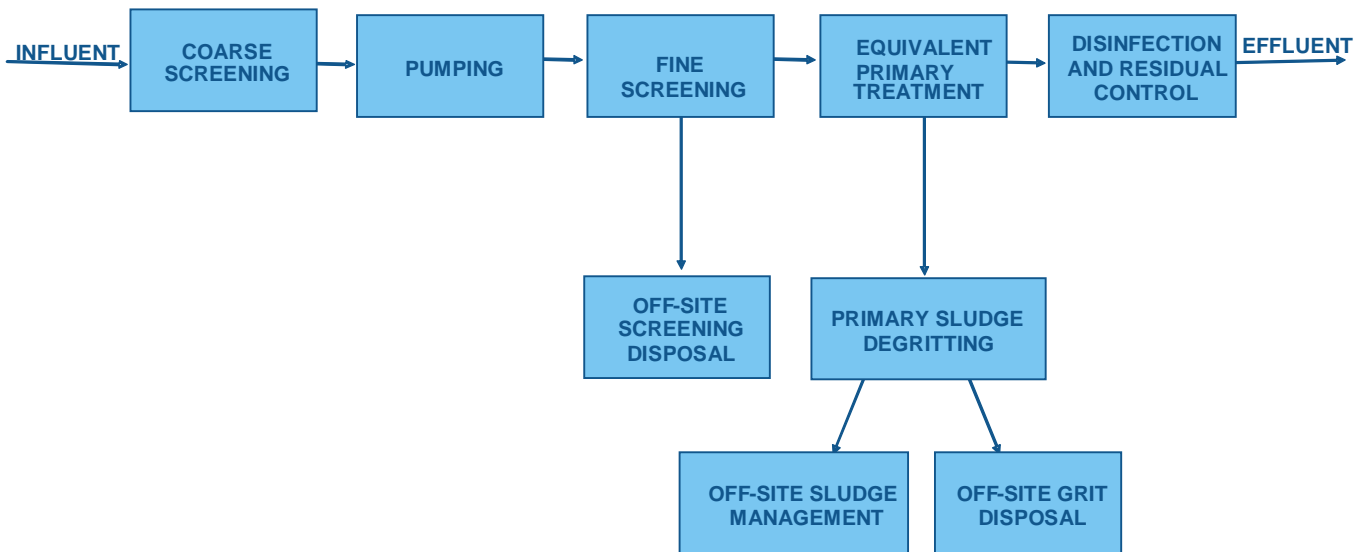 INFLUENT
COARSE
SCREENING
PUMPING
FINE
SCREENING
EQUIVALENT
PRIMARY
TREATMENT
DISINFECTION
AND RESIDUAL
CONTROL
EFFLUENT
OFF-SITE
SCREENING
DISPOSAL
PRIMARY SLUDGE
DEGRITTING
OFF-SITE SLUDGE
MANAGEMENT
OFF-SITE GRIT
DISPOSAL